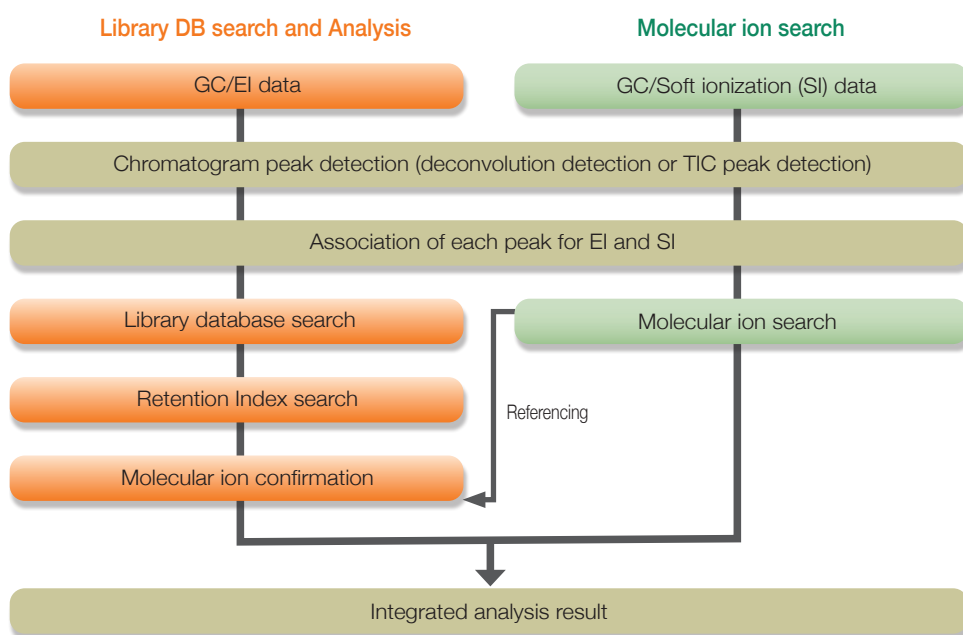 Library DB search and Analysis
Molecular ion search
GC/EI data
GC/Soft ionization (SI) data
Chromatogram peak detection (deconvolution detection or TIC peak detection)
Association of each peak for EI and SI
Library database search
Molecular ion search
Retention Index search
Referencing
Molecular ion confirmation
Integrated analysis result